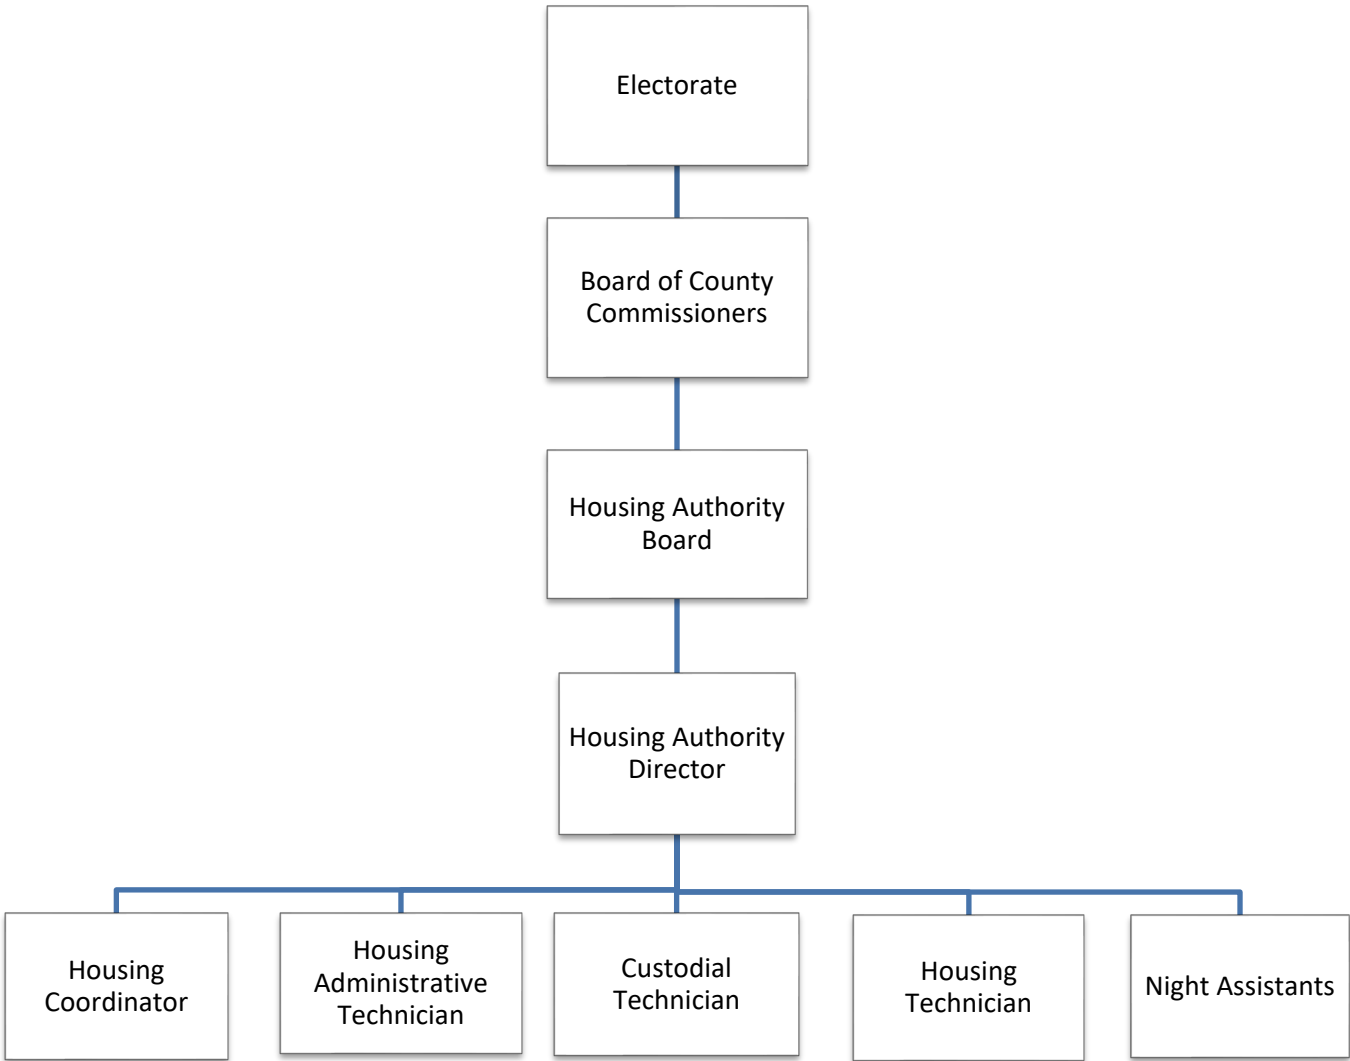 Electorate
Board of County
Commissioners
Housing Authority
Board
Housing Authority
Director
Housing
Coordinator
Housing
Administrative
Technician
Custodial
Technician
Housing
Technician
Night Assistants